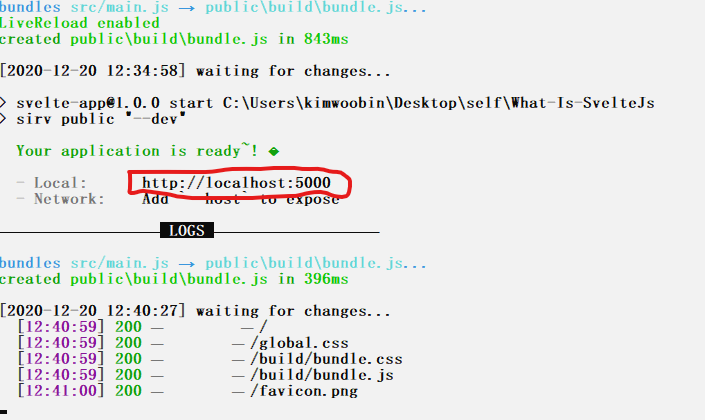 bundles src/main.js → public\build\bundle.js...
LiveReload enabled
created public\build\bundle.js in 843ms
[2020-12-20 12:34:58] waiting for changes...
> svelte-app@1.0.0 start C:\Users\kimwoobin\Desktop\self\What-Is-SvelteJs
> sirv public "--dev"
Your application is ready~! �
- Local: http://localhost:5000
- Network: Add `--host` to expose
LOGS
bundles src/main.js → public\build\bundle.js...
created public\build\bundle.js in 396ms
[2020-12-20 12:40:27] waiting for changes...
[12:40:59] 200 ─ ─ /
[12:40:59] 200 ─ ─ /global.css
[12:40:59] 200 ─ ─ /build/bundle.css
[12:40:59] 200 ─ ─ /build/bundle.js
[12:41:00] 200 ─ ─ /favicon.png